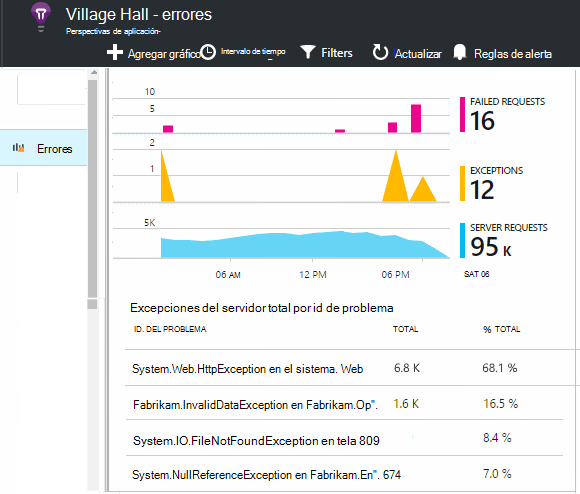 Village Hall - errores
Perspectivas de aplicación-
Agregar gráfico Intervalo de tiempo Filters Actualizar Reglas de alerta
Errores
10
5
FAILED REQUESTS
16
2
1
EXCEPTIONS
12
5K
SERVER REQUESTS
95 K
06 AM 12 PM 06 PM SAT 06
Excepciones del servidor total por id de problema
ID. DEL PROBLEMA TOTAL % TOTAL
System.Web.HttpException en el sistema. Web 6.8 K 68.1 %
Fabrikam.InvalidDataException en Fabrikam.Op". 1.6 K 16.5 %
System.IO.FileNotFoundException en tela 809 8.4 %
System.NullReferenceException en Fabrikam.En". 674 7.0 %